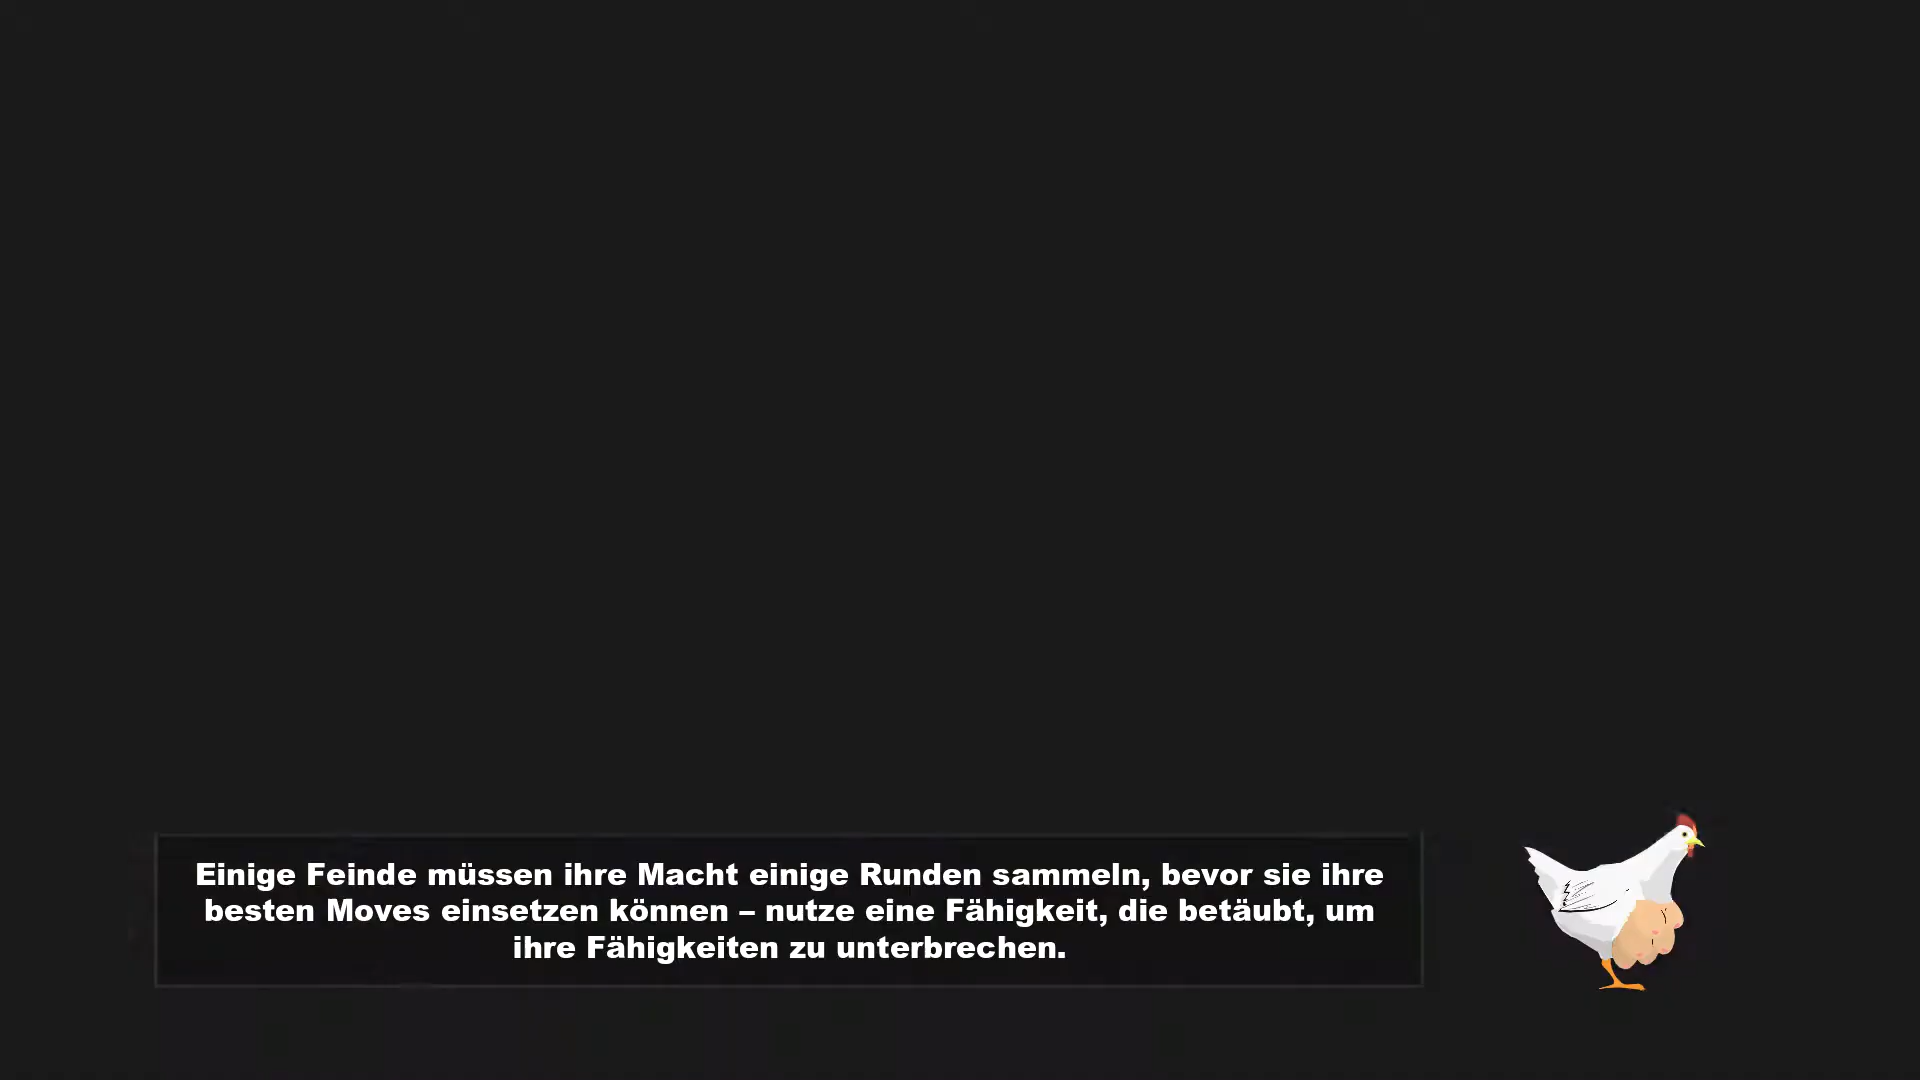 Einige Feinde müssen ihre Macht einige Runden sammeln, bevor sie ihre
besten Moves einsetzen können – nutze eine Fähigkeit, die betäubt, um
ihre Fähigkeiten zu unterbrechen.